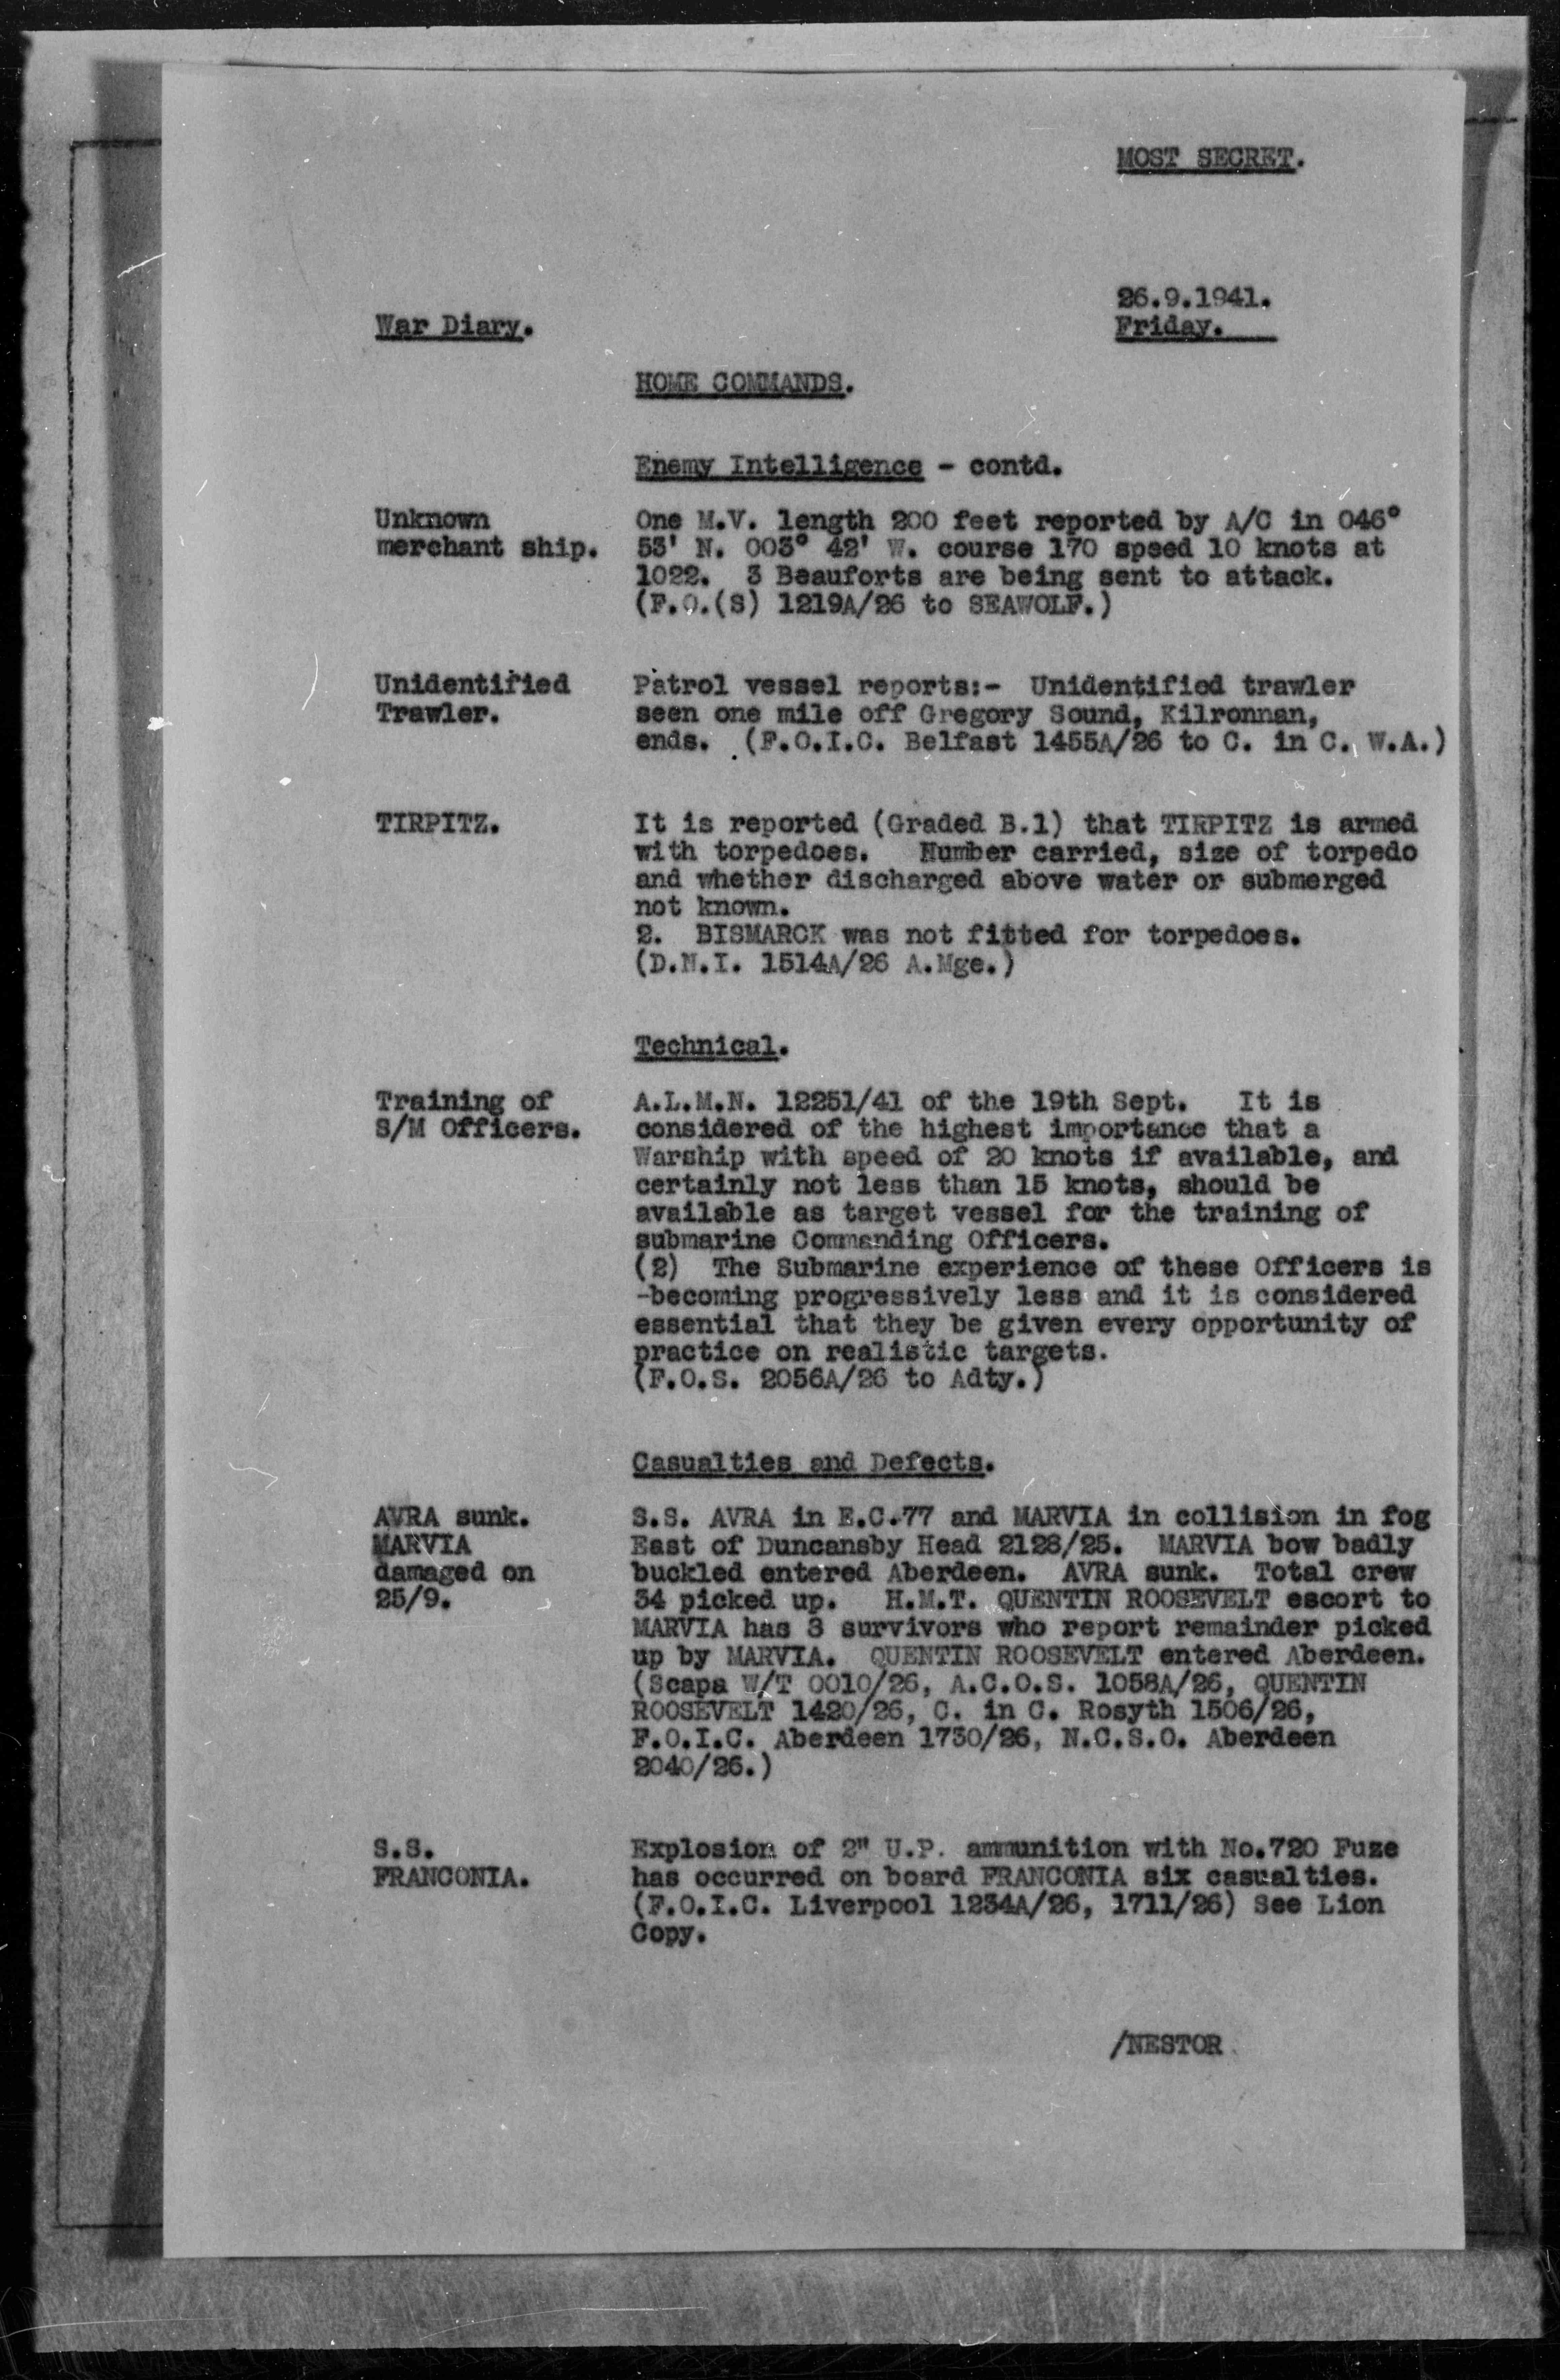 MOST SECRET.
26.9.1941.
War Diary.
Friday.
HOME COMMANDS.
Enemy Intelligence - contd.
Unknown
merchant ship.
One M.V. length 200 feet reported by A/C in 046°
53' N. 003° 42' W. course 170 speed 10 knots at
1022. 3 Beauforts are being sent to attack.
(F.O.(S) 1219A/26 to SEAWOLF.)
Unidentified
Trawler.
Patrol vessel reports:- Unidentified trawler
seen one mile off Gregory Sound, Kilronnan,
ends. (F.O.I.C. Belfast 1455A/26 to C. in C. W.A.)
TIRPITZ.
It is reported (Graded B.1) that TIRPITZ is armed
with torpedoes. Number carried, size of torpedo
and whether discharged above water or submerged
not known.
2. BISMARCK was not fitted for torpedoes.
(D.N.I. 1514A/26 A.Mge.)
Technical.
Training of
S/M Officers.
A.L.M.N. 12251/41 of the 19th Sept. It is
considered of the highest importance that a
Warship with speed of 20 knots if available, and
certainly not less than 15 knots, should be
available as target vessel for the training of
submarine Commanding Officers.
(2) The Submarine experience of these Officers is
-becoming progressively less and it is considered
essential that they be given every opportunity of
practice on realistic targets.
(F.O.S. 2056A/26 to Adty.)
Casualties and Defects.
AVRA sunk.
MARVIA
damaged on
25/9.
S.S. AVRA in E.C.77 and MARVIA in collision in fog
East of Duncansby Head 2128/25. MARVIA bow badly
buckled entered Aberdeen. AVRA sunk. Total crew
34 picked up. H.M.T. QUENTIN ROOSEVELT escort to
MARVIA has 3 survivors who report remainder picked
up by MARVIA. QUENTIN ROOSEVELT entered Aberdeen.
(Scapa W/T 0010/26, A.C.O.S. 1058A/26, QUENTIN
ROOSEVELT 1420/26, C. in C. Rosyth 1506/26,
F.O.I.C. Aberdeen 1730/26, N.C.S.O. Aberdeen
2040/26.)
S.S.
FRANCONIA.
Explosion of 2" U.P. ammunition with No.720 Fuze
has occurred on board FRANCONIA six casualties.
(F.O.I.C. Liverpool 1234A/26, 1711/26) See Lion
Copy.
/NESTOR